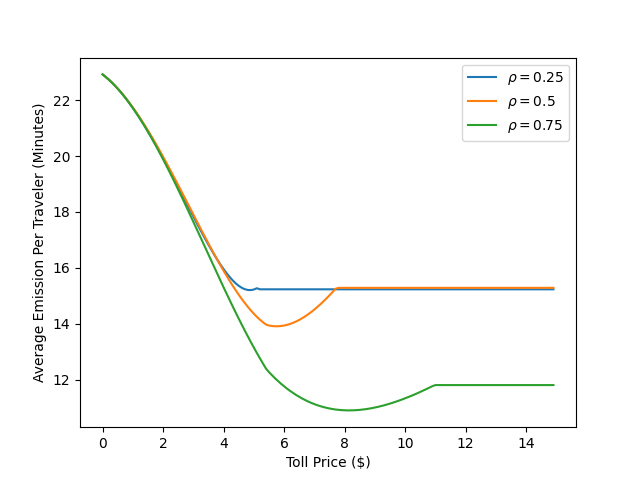 ρ = 0.25
ρ = 0.5
ρ = 0.75
Average Emission Per Traveler (Minutes)
22
20
18
16
14
12
0 2 4 6 8 10 12 14
Toll Price ($)